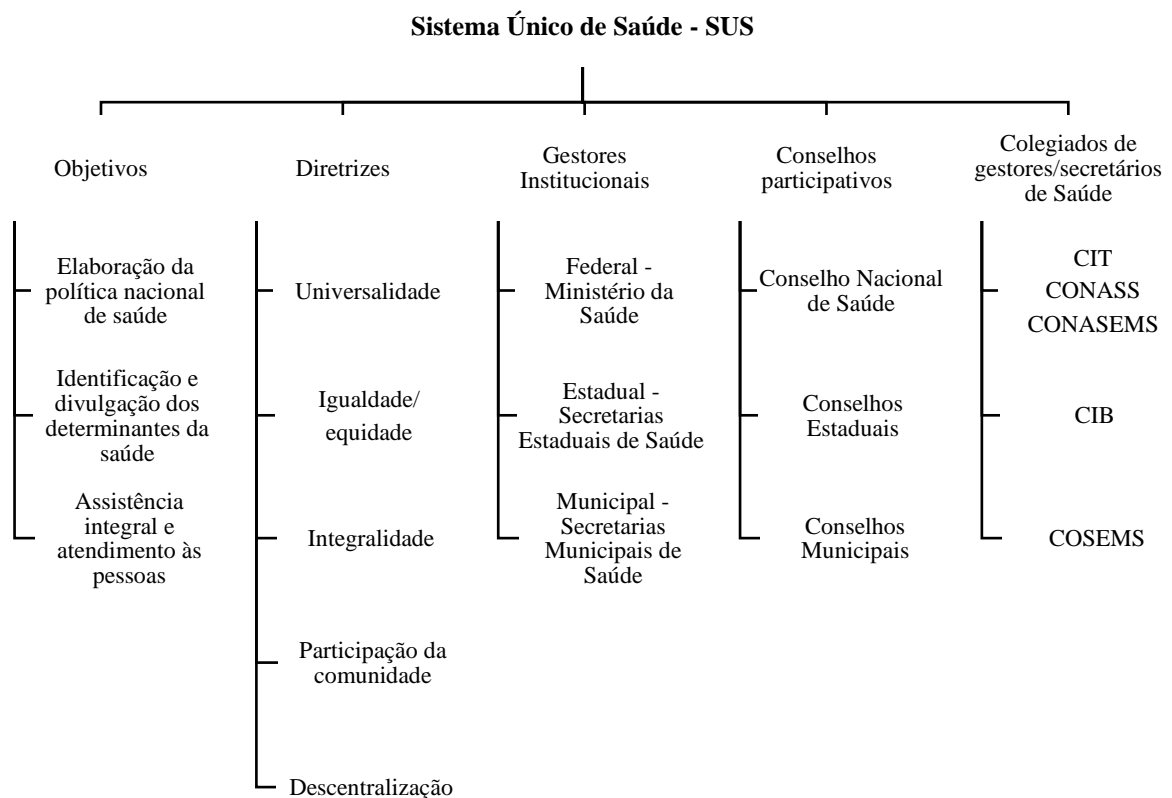 Sistema Único de Saúde - SUS
Objetivos
Elaboração da
política nacional
de saúde
Identificação e
divulgação dos
determinantes da
saúde
Assistência
integral e
atendimento às
pessoas
Diretrizes
Universalidade
Igualdade/
equidade
Integralidade
Participação da
comunidade
Descentralização
Gestores
Institucionais
Federal -
Ministério da
Saúde
Estadual -
Secretarias
Estaduais de Saúde
Municipal -
Secretarias
Municipais de
Saúde
Conselhos
participativos
Conselho Nacional
de Saúde
Conselhos
Estaduais
Conselhos
Municipais
Colegiados de
gestores/secretários
de Saúde
CIT
CONASS
CONASEMS
CIB
COSEMS